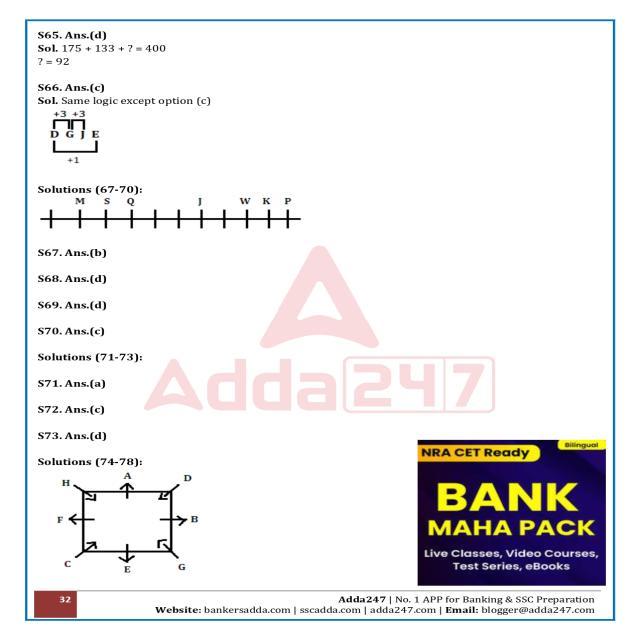 S65. Ans.(d)
Sol. 175 + 133 + ? = 400
? = 92
S66. Ans.(c)
Sol. Same logic except option (c)
+3 +3
D G J E
+1
Solutions (67-70):
M S Q J W K P
S67. Ans.(b)
S68. Ans.(d)
S69. Ans.(d)
S70. Ans.(c)
Solutions (71-73):
S71. Ans.(a)
S72. Ans.(c)
S73. Ans.(d)
Solutions (74-78):
H A D
F B
C E G
Adda247
Bilingual
NRA CET Ready
BANK
MAHA PACK
Live Classes, Video Courses,
Test Series, eBooks
32
Adda247 | No. 1 APP for Banking & SSC Preparation
Website: bankersadda.com | sscadda.com | adda247.com | Email: blogger@adda247.com